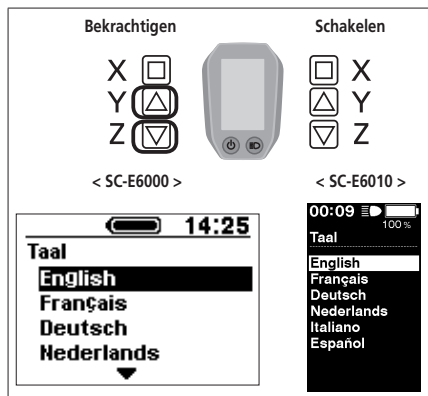 Bekrachtigen
Schakelen
X
Y
Z
X
Y
Z
< SC-E6000 >
< SC-E6010 >
14:25
Taal
English
Français
Deutsch
Nederlands
00:09
100 %
Taal
English
Français
Deutsch
Nederlands
Italiano
Español